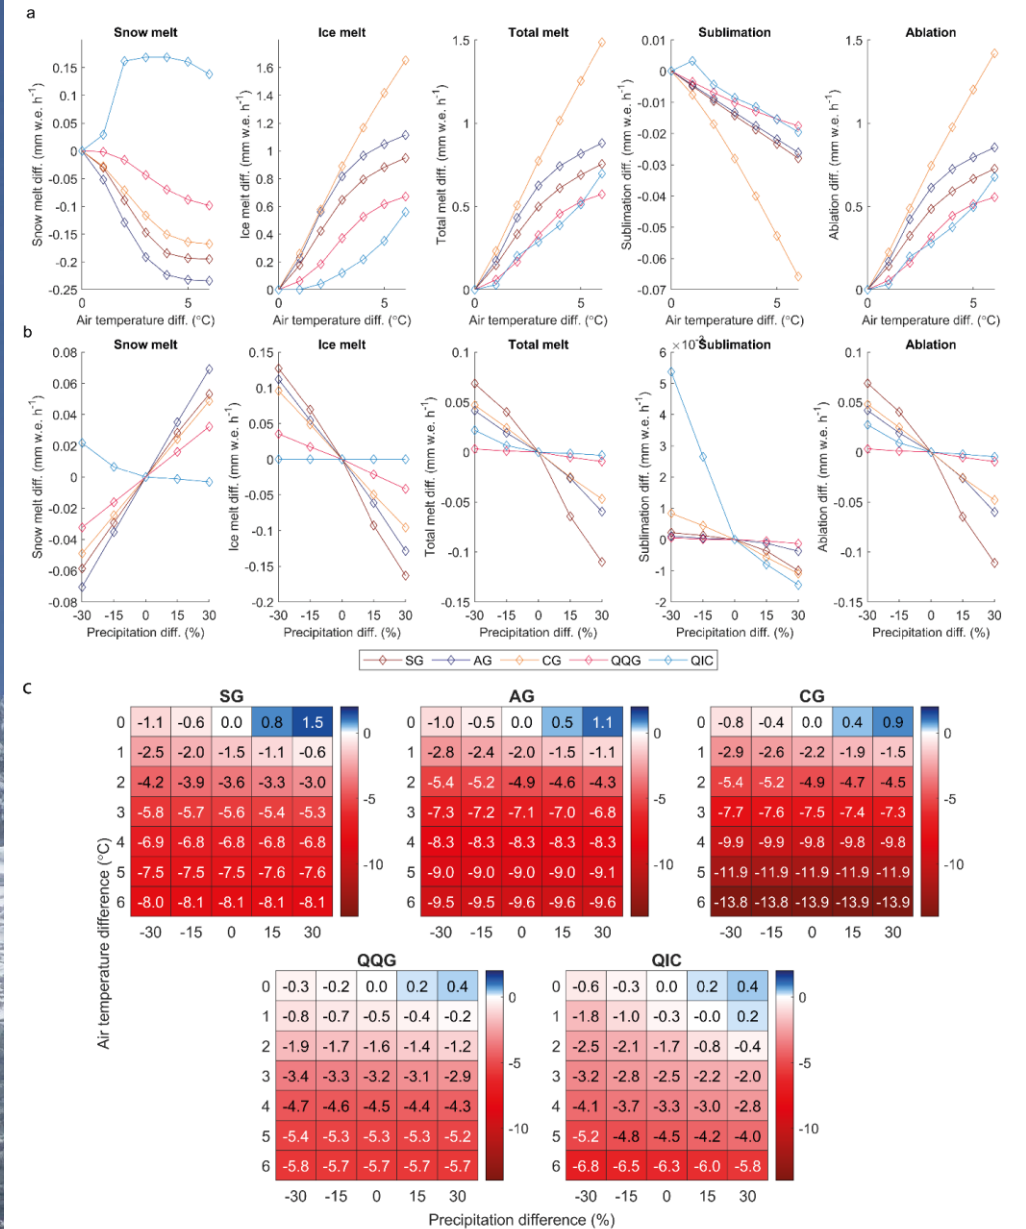 a
Snow melt Ice melt Total melt Sublimation Ablation
Snow melt diff. (mm w.e. h⁻¹)
0.15
0.1
0.05
0
-0.05
-0.1
-0.15
-0.2
-0.25
0 5
Air temperature diff. (°C)
Ice melt diff. (mm w.e. h⁻¹)
1.6
1.4
1.2
1
0.8
0.6
0.4
0.2
0
0 5
Air temperature diff. (°C)
Total melt diff. (mm w.e. h⁻¹)
1.5
1
0.5
0
0 5
Air temperature diff. (°C)
Sublimation diff. (mm w.e. h⁻¹)
0.01
0
-0.01
-0.02
-0.03
-0.04
-0.05
-0.06
-0.07
0 5
Air temperature diff. (°C)
Ablation diff. (mm w.e. h⁻¹)
1.5
1
0.5
0
0 5
Air temperature diff. (°C)
b
Snow melt Ice melt Total melt Sublimation Ablation
Snow melt diff. (mm w.e. h⁻¹)
0.08
0.06
0.04
0.02
0
-0.02
-0.04
-0.06
-0.08
-30 -15 0 15 30
Precipitation diff. (%)
Ice melt diff. (mm w.e. h⁻¹)
0.15
0.1
0.05
0
-0.05
-0.1
-0.15
-0.2
-30 -15 0 15 30
Precipitation diff. (%)
Total melt diff. (mm w.e. h⁻¹)
0.1
0.05
0
-0.05
-0.1
-0.15
-30 -15 0 15 30
Precipitation diff. (%)
Sublimation diff. (mm w.e. h⁻¹)
6
5
4
3
2
1
0
-1
-2
-30 -15 0 15 30
Precipitation diff. (%)
Ablation diff. (mm w.e. h⁻¹)
0.1
0.05
0
-0.05
-0.1
-0.15
-30 -15 0 15 30
Precipitation diff. (%)
SG AG CG QQG QIC
c
Air temperature difference (°C)
SG
0 -1.1 -0.6 0.0 0.8 1.5
1 -2.5 -2.0 -1.5 -1.1 -0.6
2 -4.2 -3.9 -3.6 -3.3 -3.0
3 -5.8 -5.7 -5.6 -5.4 -5.3
4 -6.9 -6.8 -6.8 -6.8 -6.8
5 -7.5 -7.5 -7.5 -7.6 -7.6
6 -8.0 -8.1 -8.1 -8.1 -8.1
-30 -15 0 15 30
0
-5
-10
AG
0 -1.0 -0.5 0.0 0.5 1.1
1 -2.8 -2.4 -2.0 -1.5 -1.1
2 -5.4 -5.2 -4.9 -4.6 -4.3
3 -7.3 -7.2 -7.1 -7.0 -6.8
4 -8.3 -8.3 -8.3 -8.3 -8.3
5 -9.0 -9.0 -9.0 -9.0 -9.1
6 -9.5 -9.5 -9.6 -9.6 -9.6
-30 -15 0 15 30
0
-5
-10
CG
0 -0.8 -0.4 0.0 0.4 0.9
1 -2.9 -2.6 -2.2 -1.9 -1.5
2 -5.4 -5.2 -4.9 -4.7 -4.5
3 -7.7 -7.6 -7.5 -7.4 -7.3
4 -9.9 -9.9 -9.8 -9.8 -9.8
5 -11.9 -11.9 -11.9 -11.9 -11.9
6 -13.8 -13.8 -13.9 -13.9 -13.9
-30 -15 0 15 30
0
-5
-10
QQG
0 -0.3 -0.2 0.0 0.2 0.4
1 -0.8 -0.7 -0.5 -0.4 -0.2
2 -1.9 -1.7 -1.6 -1.4 -1.2
3 -3.4 -3.3 -3.2 -3.1 -2.9
4 -4.7 -4.6 -4.5 -4.4 -4.3
5 -5.4 -5.3 -5.3 -5.3 -5.2
6 -5.8 -5.7 -5.7 -5.7 -5.7
-30 -15 0 15 30
0
-5
-10
QIC
0 -0.6 -0.3 0.0 0.2 0.4
1 -1.8 -1.0 -0.3 -0.0 0.2
2 -2.5 -2.1 -1.7 -0.8 -0.4
3 -3.2 -2.8 -2.5 -2.2 -2.0
4 -4.1 -3.7 -3.3 -3.0 -2.8
5 -5.2 -4.8 -4.5 -4.2 -4.0
6 -6.8 -6.5 -6.3 -6.0 -5.8
-30 -15 0 15 30
0
-5
-10
Precipitation difference (%)